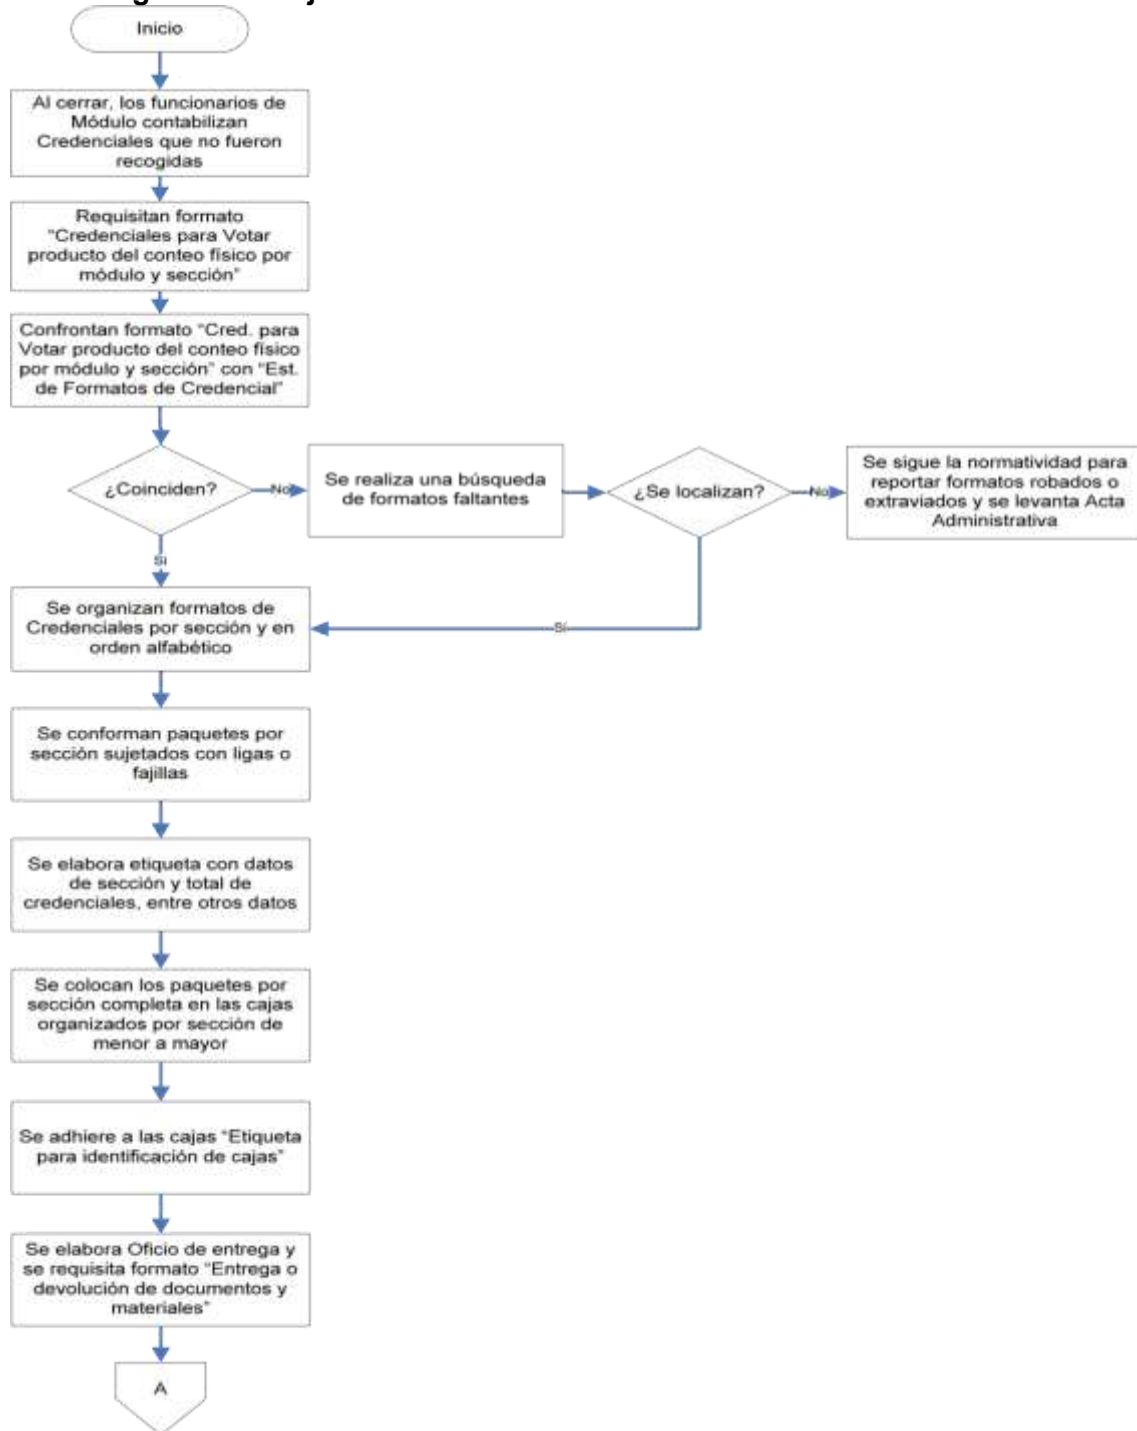 Inicio
Al cerrar, los funcionarios de
Módulo contabilizan
Credenciales que no fueron
recogidas
Requisitan formato
“Credenciales para Votar
producto del conteo físico por
módulo y sección”
Confrontan formato “Cred. para
Votar producto del conteo físico
por módulo y sección” con “Est.
de Formatos de Credencial”
¿Coinciden?
No
Se realiza una búsqueda
de formatos faltantes
¿Se localizan?
No
Se sigue la normatividad para
reportar formatos robados o
extraviados y se levanta Acta
Administrativa
Sí
Sí
Se organizan formatos de
Credenciales por sección y en
orden alfabético
Se conforman paquetes por
sección sujetados con ligas o
fajillas
Se elabora etiqueta con datos
de sección y total de
credenciales, entre otros datos
Se colocan los paquetes por
sección completa en las cajas
organizados por sección de
menor a mayor
Se adhiere a las cajas “Etiqueta
para identificación de cajas”
Se elabora Oficio de entrega y
se requisita formato “Entrega o
devolución de documentos y
materiales”
A